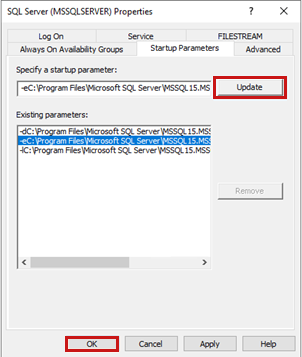 SQL Server (MSSQLSERVER) Properties
Log On Service FILESTREAM
Always On Availability Groups Startup Parameters Advanced
Specify a startup parameter:
-eC:\Program Files\Microsoft SQL Server\MSSQL15.MS Update
Existing parameters:
-dC:\Program Files\Microsoft SQL Server\MSSQL15.MSS
-eC:\Program Files\Microsoft SQL Server\MSSQL15.MSS
-lC:\Program Files\Microsoft SQL Server\MSSQL15.MSS
Remove
OK Cancel Apply Help